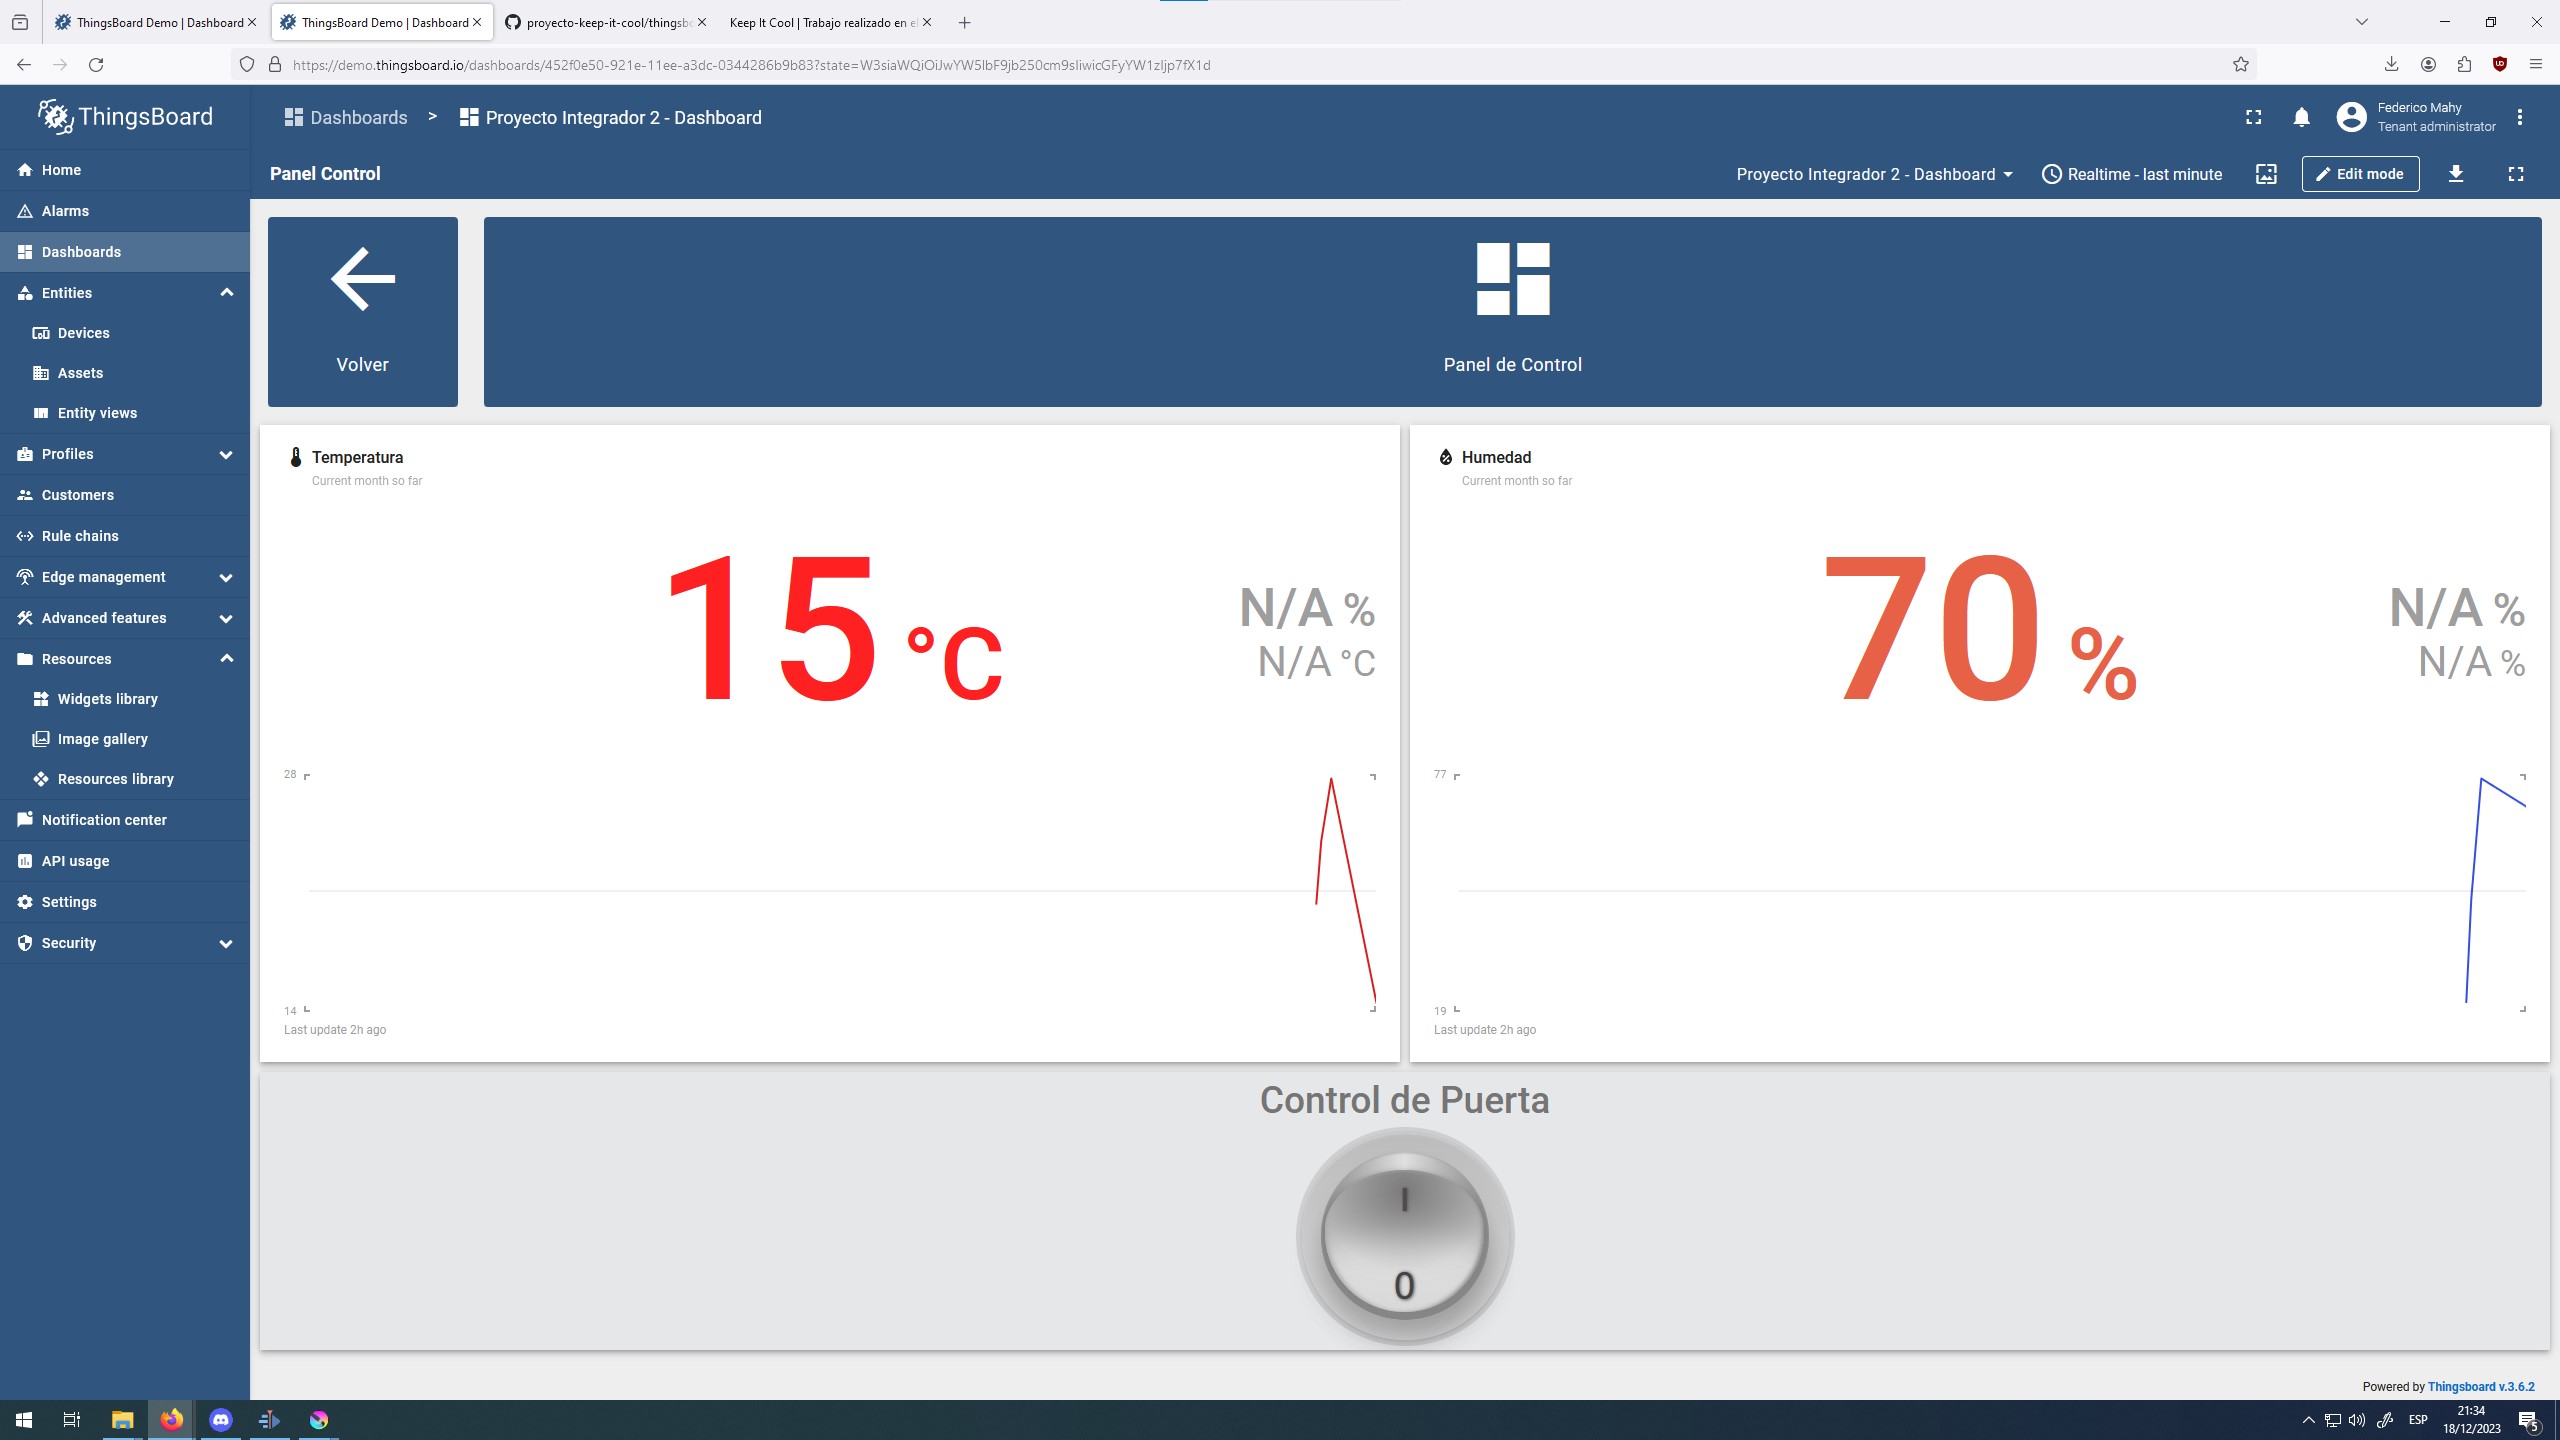 ThingsBoard Demo | Dashboard
ThingsBoard Demo | Dashboard
proyecto-keep-it-cool/thingsb
Keep It Cool | Trabajo realizado en el
https://demo.thingsboard.io/dashboards/452f0e50-921e-11ee-a3dc-0344286b9b83?state=W3siaWQiOiJwYW5lbF9jb250cm9sIiwicGFyYW1zIjp7fX1d
ThingsBoard
Dashboards > Proyecto Integrador 2 - Dashboard
Federico Mahy
Tenant administrator
Panel Control
Proyecto Integrador 2 - Dashboard
Realtime - last minute
Edit mode
Home
Alarms
Dashboards
Entities
Devices
Assets
Entity views
Profiles
Customers
Rule chains
Edge management
Advanced features
Resources
Widgets library
Image gallery
Resources library
Notification center
API usage
Settings
Security
Volver
Panel de Control
Temperatura
Current month so far
15 °C
N/A %
N/A °C
28
14
Last update 2h ago
Humedad
Current month so far
70 %
N/A %
N/A %
77
19
Last update 2h ago
Control de Puerta
I
0
Powered by Thingsboard v.3.6.2
ESP
21:34
18/12/2023
5